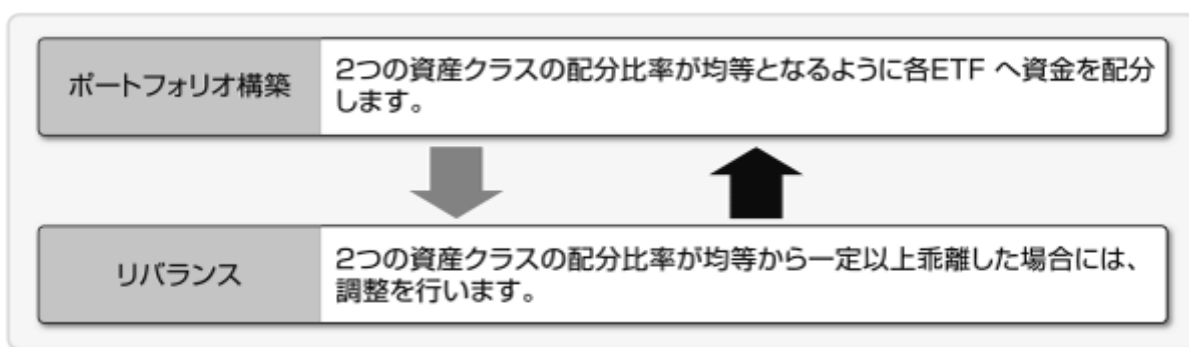 ポートフォリオ構築
2つの資産クラスの配分比率が均等となるように各ETF へ資金を配分
します。
リバランス
2つの資産クラスの配分比率が均等から一定以上乖離した場合には、
調整を行います。